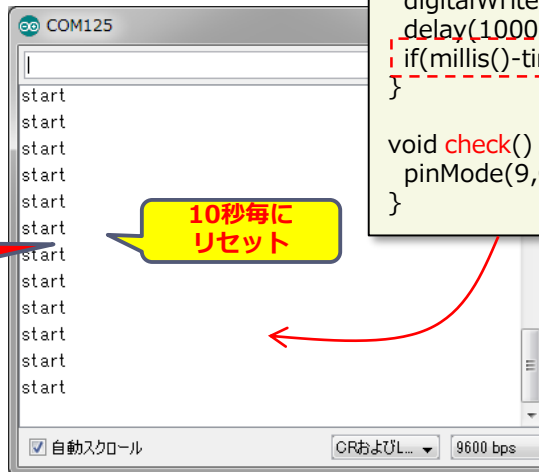 COM125
start
start
start
start
start
start
start
start
start
start
start
start
10秒毎に
リセット
自動スクロール
CRおよびL...
9600 bps
digitalWrite
delay(1000
if(millis()-ti
}
void check()
pinMode(9,
}